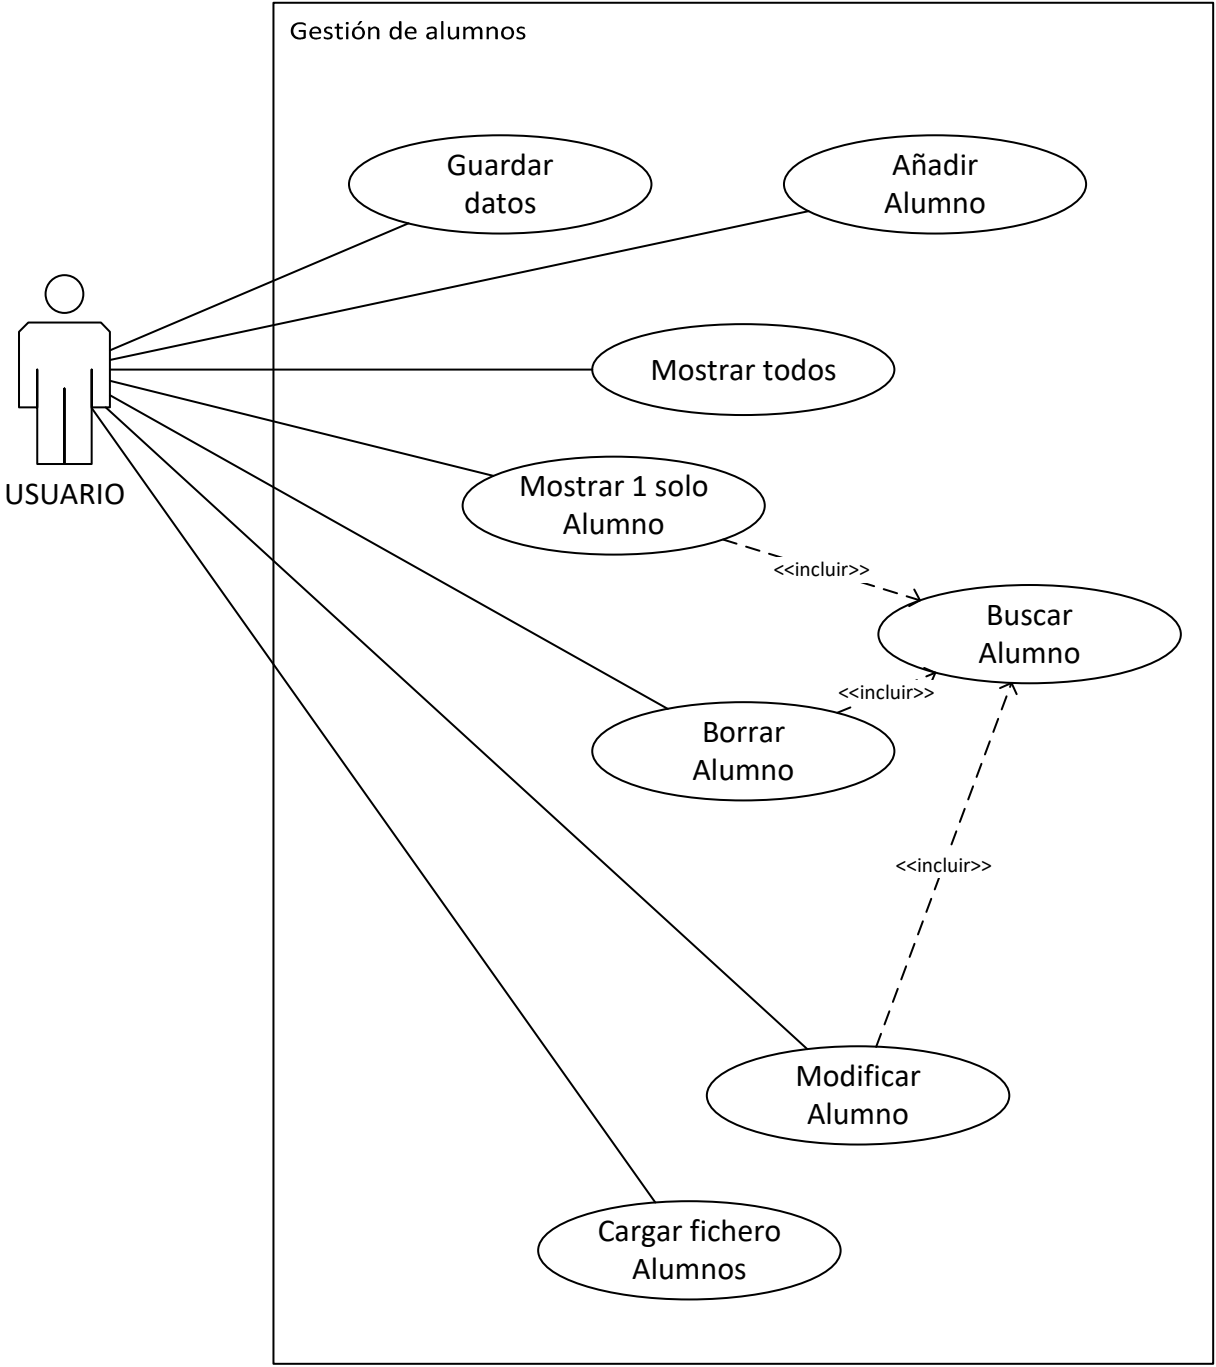 Gestión de alumnos
Guardar
datos
Añadir
Alumno
Mostrar todos
USUARIO
Mostrar 1 solo
Alumno
<<incluir>>
Buscar
Alumno
<<incluir>>
Borrar
Alumno
<<incluir>>
Modificar
Alumno
Cargar fichero
Alumnos